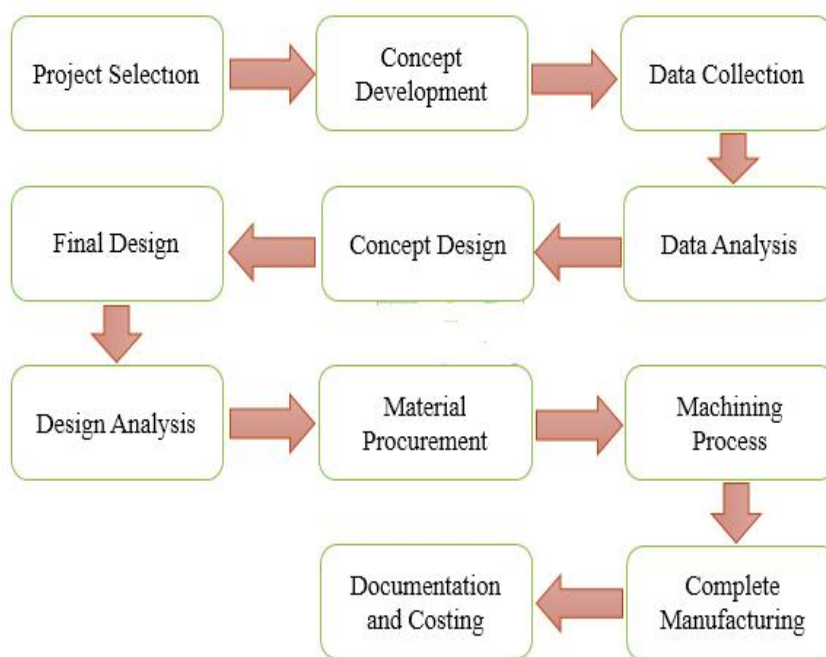 Project Selection
Concept
Development
Data Collection
Data Analysis
Concept Design
Final Design
Design Analysis
Material
Procurement
Machining
Process
Complete
Manufacturing
Documentation
and Costing